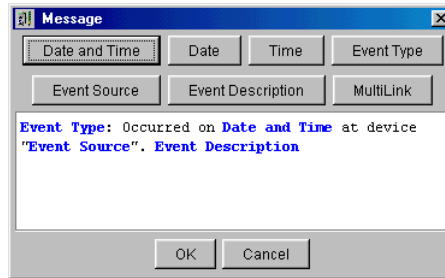 Message
Date and Time Date Time Event Type
Event Source Event Description MultiLink
Event Type: Occurred on Date and Time at device
"Event Source". Event Description
OK Cancel